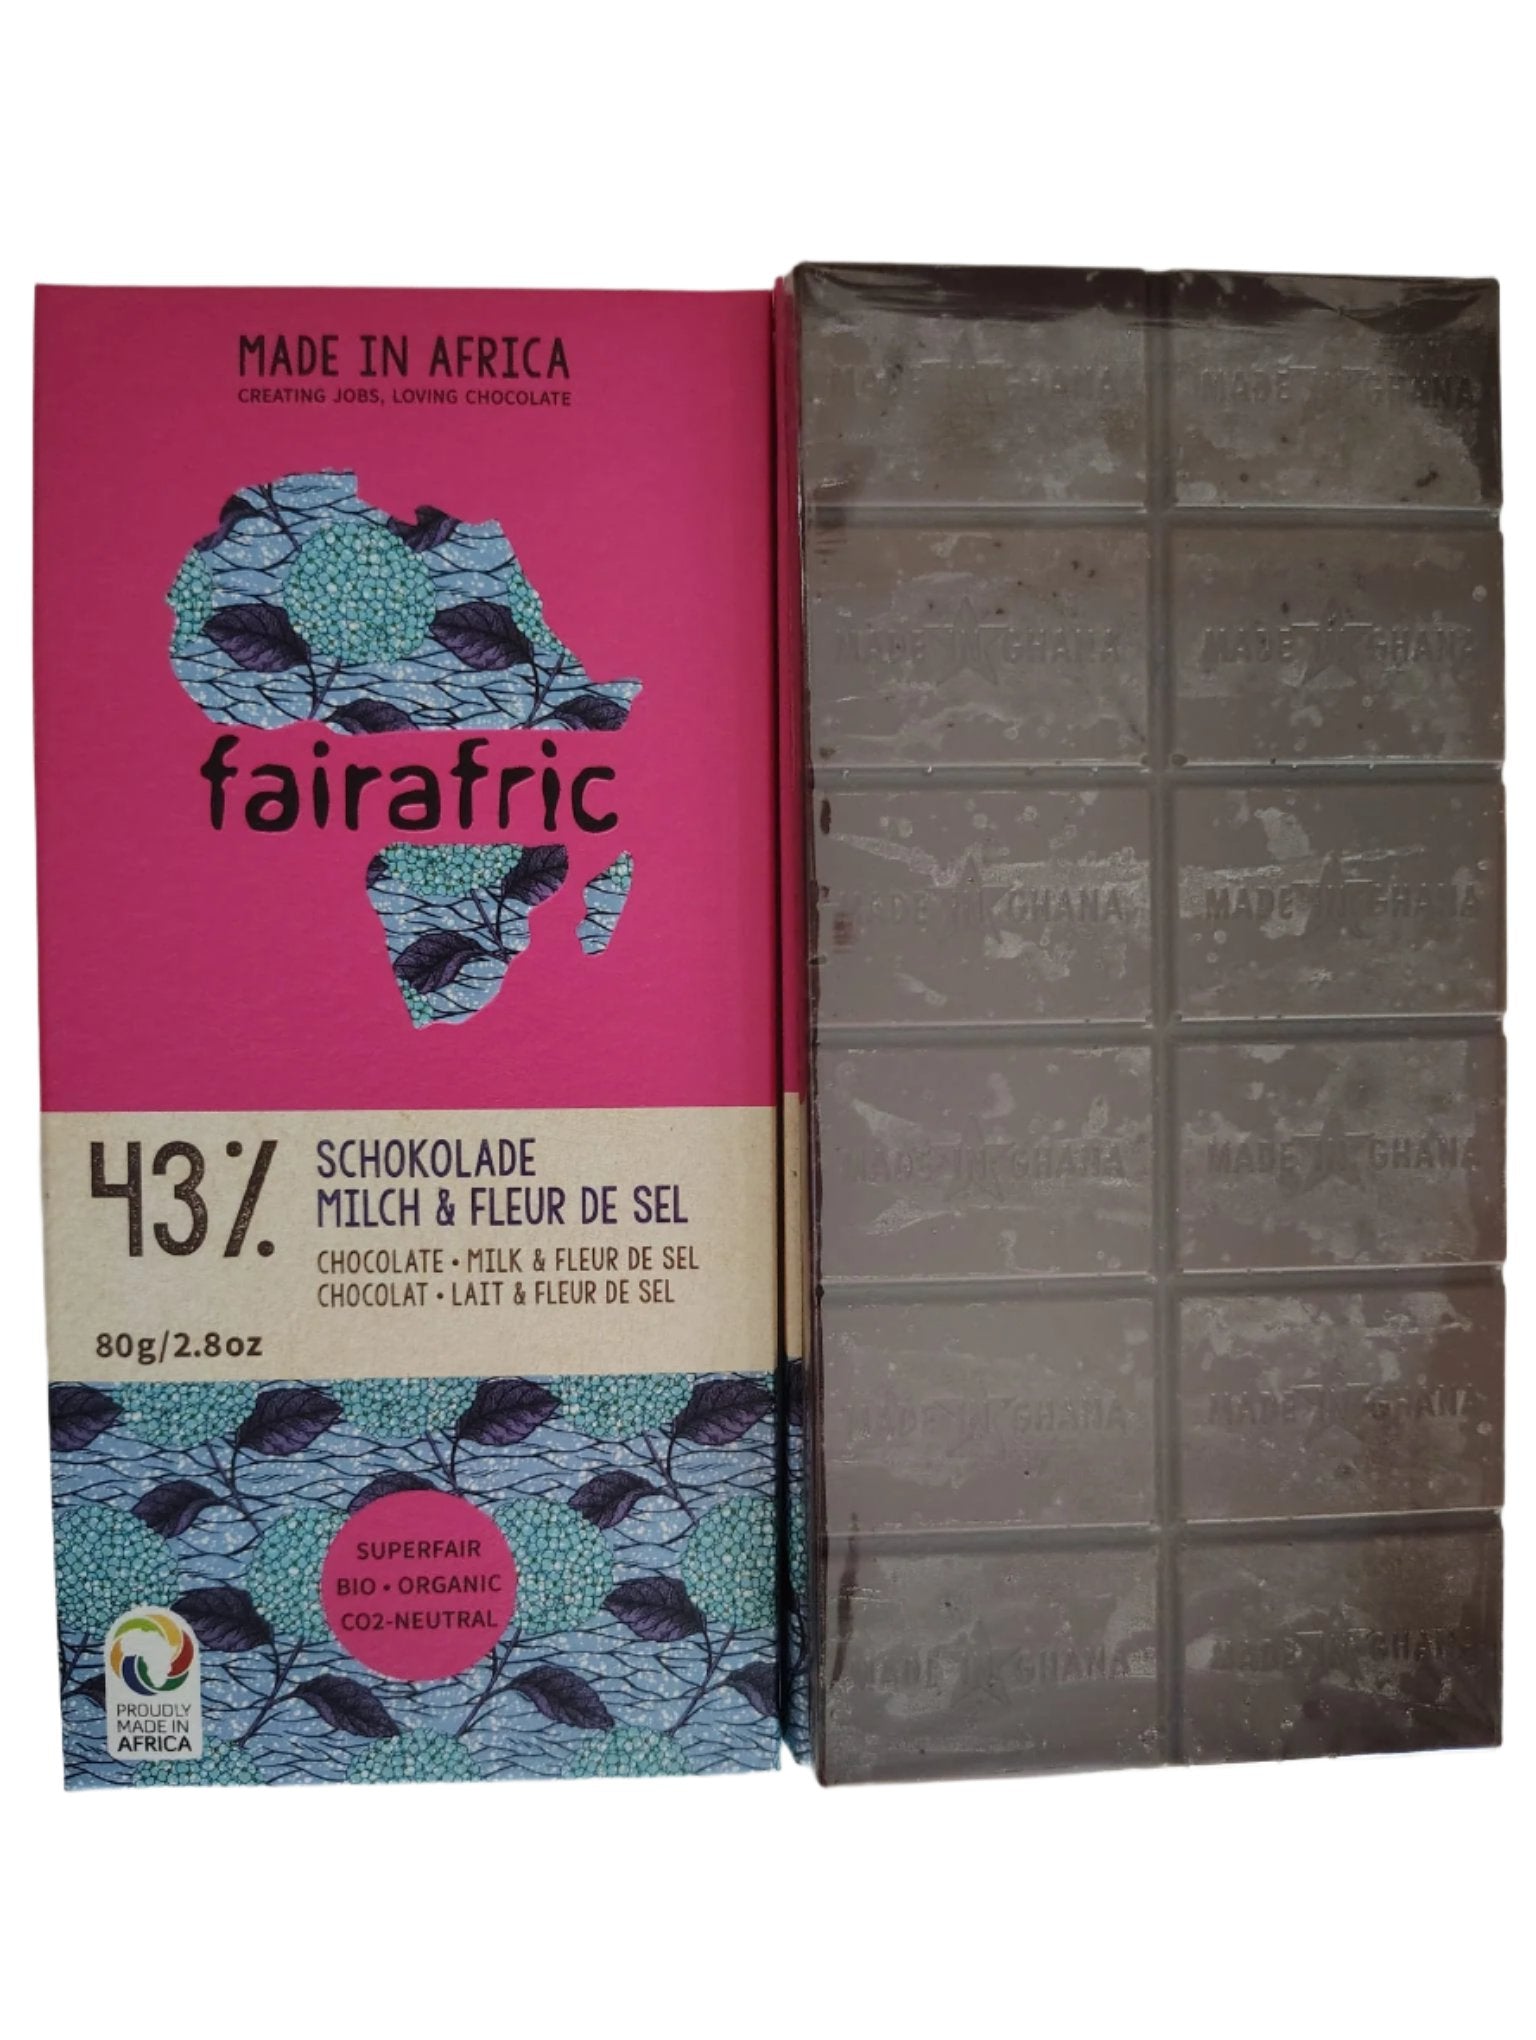 MADE IN AFRICA
CREATING JOBS, LOVING CHOCOLATE
fairafric
43%
SCHOKOLADE
MILCH & FLEUR DE SEL
CHOCOLATE • MILK & FLEUR DE SEL
CHOCOLAT • LAIT & FLEUR DE SEL
80g/2.8oz
SUPERFAIR
BIO • ORGANIC
CO2-NEUTRAL
PROUDLY
MADE IN
AFRICA
MADE IN GHANA MADE IN GHANA
MADE IN GHANA MADE IN GHANA
MADE IN GHANA MADE IN GHANA
MADE IN GHANA MADE IN GHANA
MADE IN GHANA MADE IN GHANA
MADE IN GHANA MADE IN GHANA